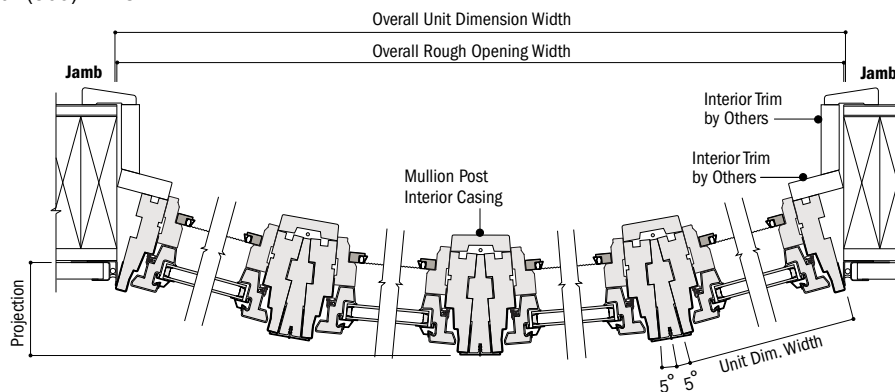 Overall Unit Dimension Width
Overall Rough Opening Width
Jamb
Jamb
Interior Trim
by Others
Interior Trim
by Others
Mullion Post
Interior Casing
Projection
5°
5°
Unit Dim. Width